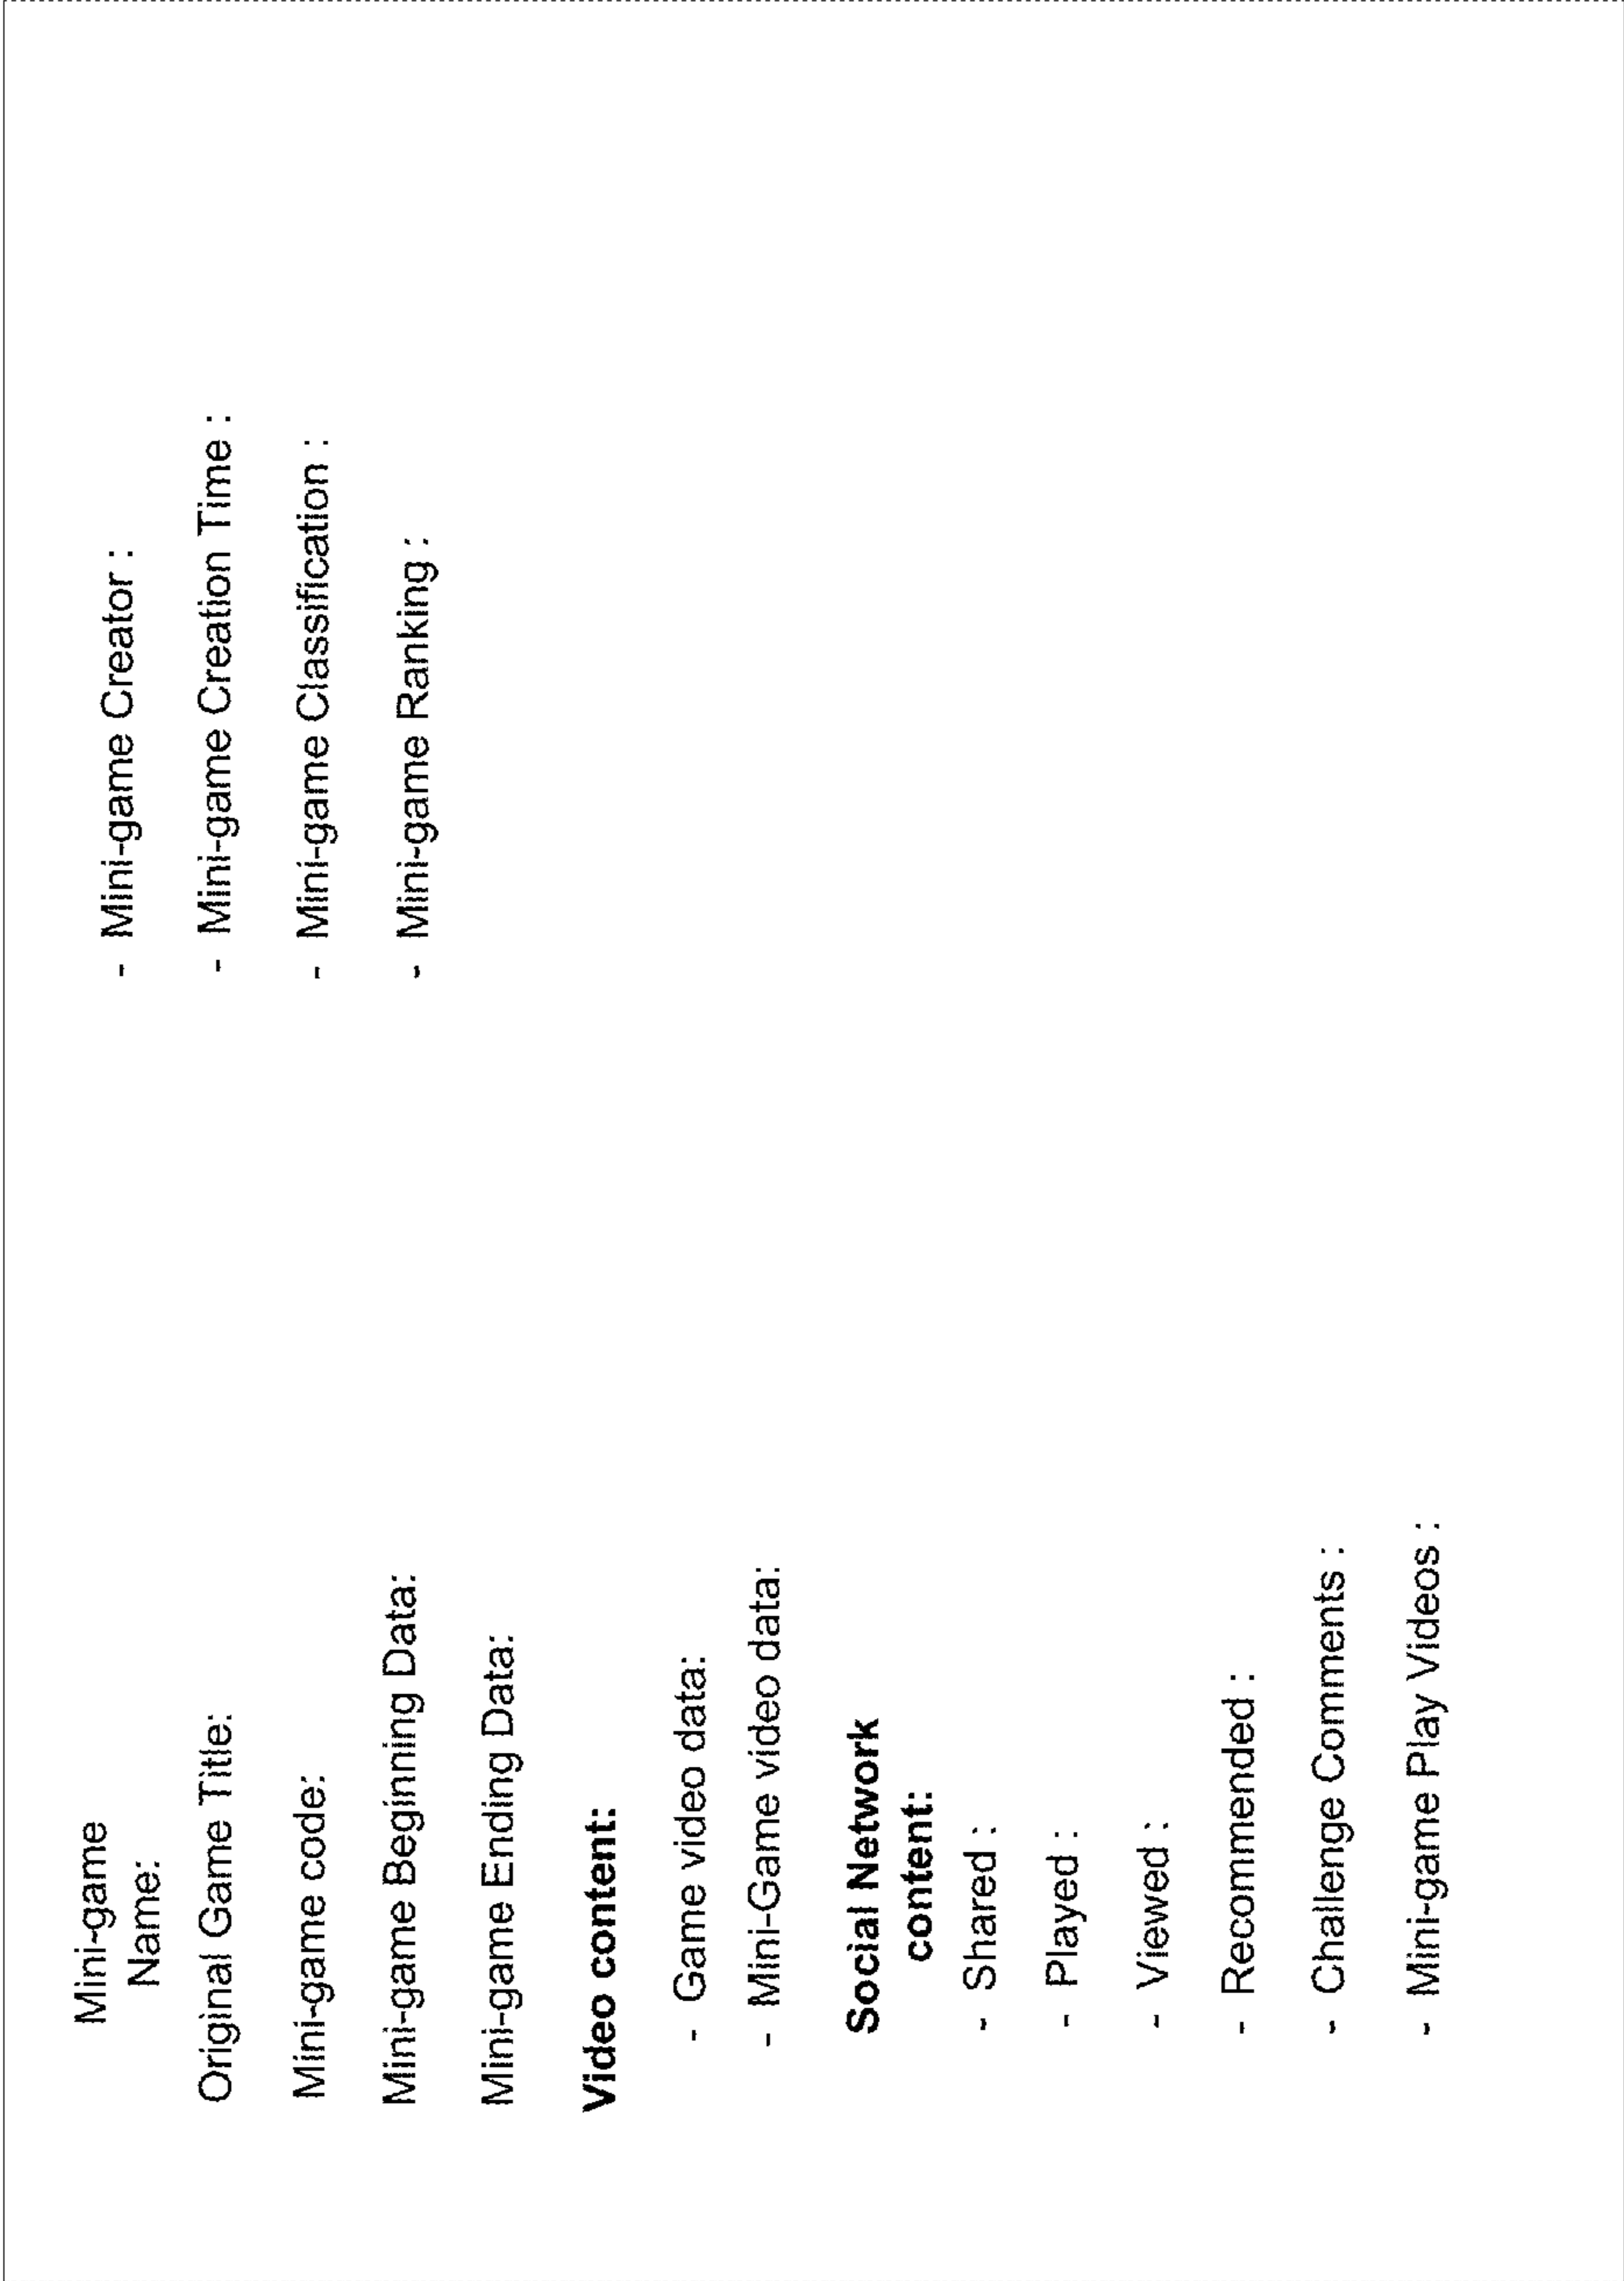 Mini-game
Name:
Original Game Title:
Mini-game code:
Mini-game Beginning Data:
Mini-game Ending Data:
Video content:
- Game video data:
- Mini-Game video data:
Social Network
content:
- Shared :
- Played :
- Viewed :
- Recommended :
- Challenge Comments :
- Mini-game Play Videos :
- Mini-game Creator :
- Mini-game Creation Time :
- Mini-game Classification :
- Mini-game Ranking :